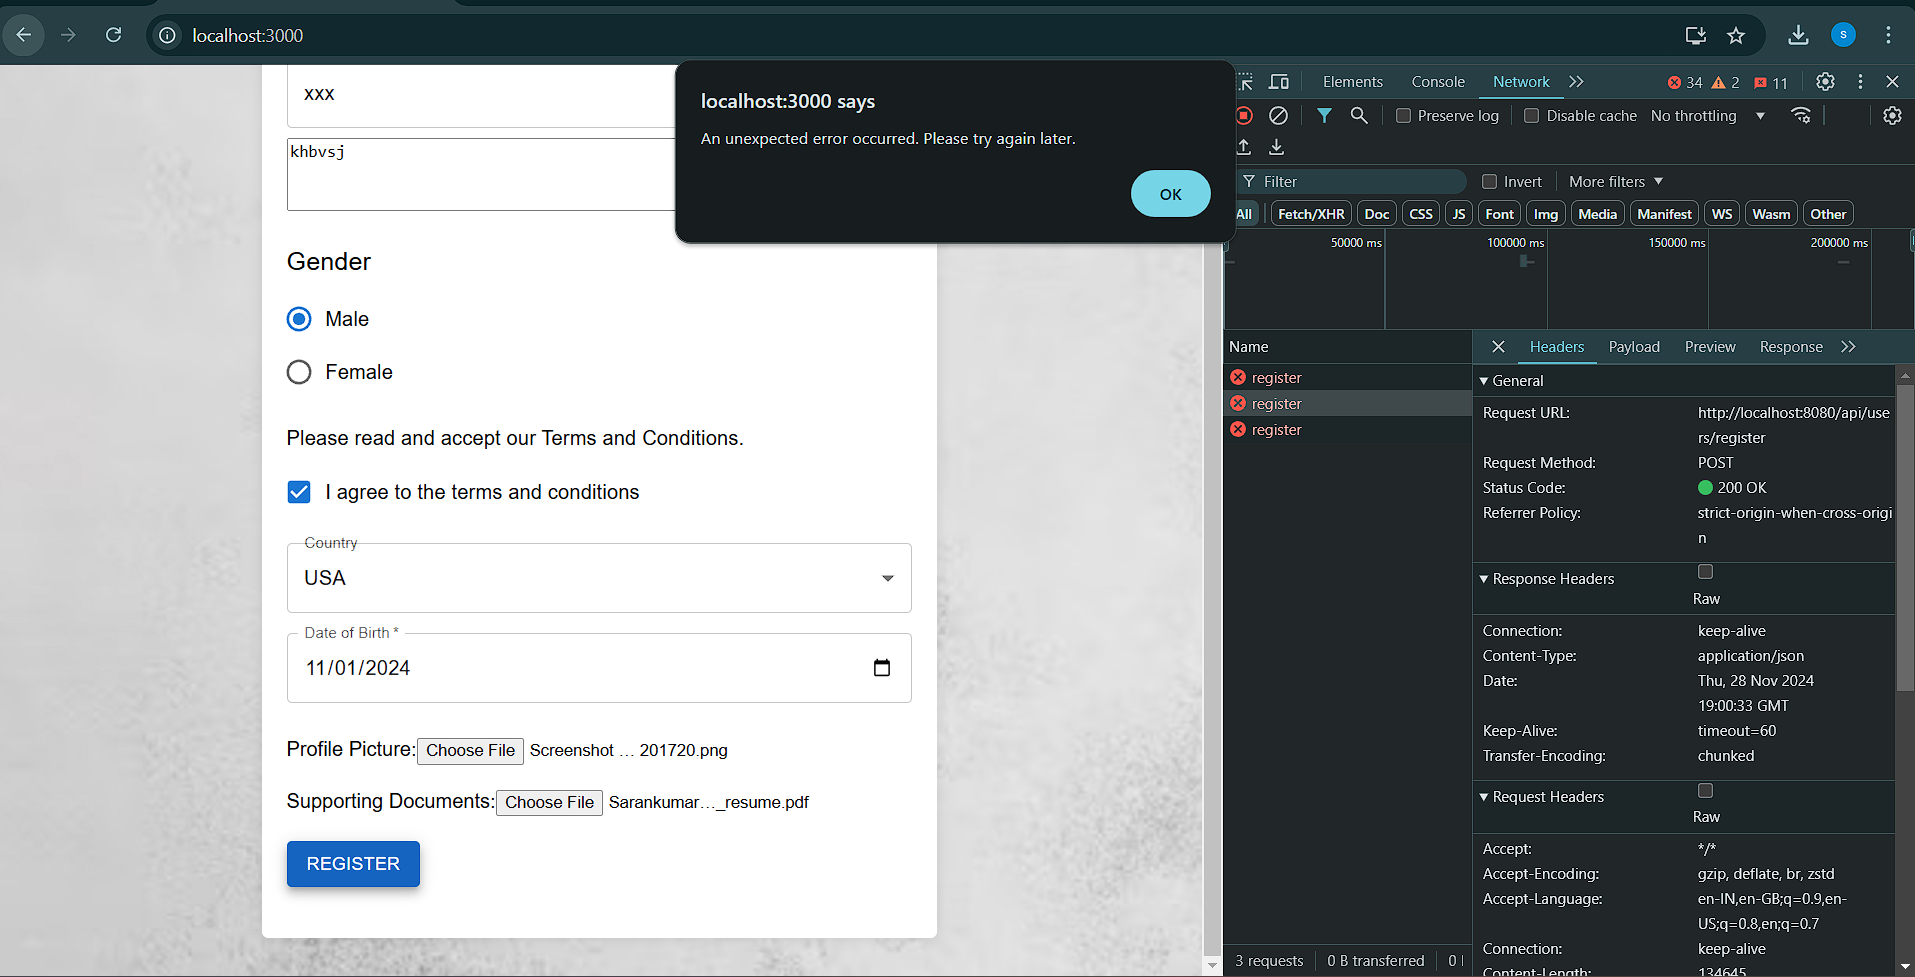 localhost:3000
S
xxx
khbvsj
localhost:3000 says
An unexpected error occurred. Please try again later.
OK
Gender
Male
Female
Please read and accept our Terms and Conditions.
I agree to the terms and conditions
Country
USA
Date of Birth *
11/01/2024
Profile Picture: Choose File Screenshot ... 201720.png
Supporting Documents: Choose File Sarankumar..._resume.pdf
REGISTER
Elements Console Network 34 2 11
Preserve log Disable cache No throttling
Filter Invert More filters
All Fetch/XHR Doc CSS JS Font Img Media Manifest WS Wasm Other
50000 ms 100000 ms 150000 ms 200000 ms
Name
register
register
register
3 requests 0 B transferred 0
Headers Payload Preview Response
General
Request URL: http://localhost:8080/api/use
rs/register
Request Method: POST
Status Code: 200 OK
Referrer Policy: strict-origin-when-cross-origi
n
Response Headers
Raw
Connection: keep-alive
Content-Type: application/json
Date: Thu, 28 Nov 2024
19:00:33 GMT
Keep-Alive: timeout=60
Transfer-Encoding: chunked
Request Headers
Raw
Accept: */*
Accept-Encoding: gzip, deflate, br, zstd
Accept-Language: en-IN,en-GB;q=0.9,en-
US;q=0.8,en;q=0.7
Connection: keep-alive
Content-Length: 134645